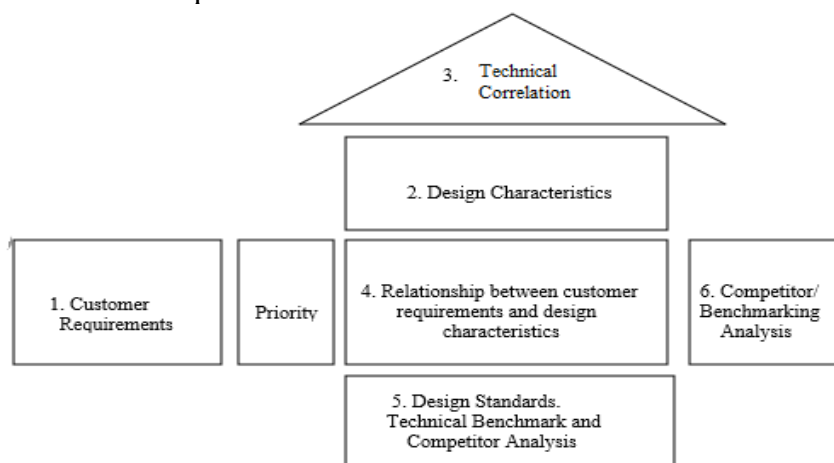 3. Technical
Correlation
2. Design Characteristics
1. Customer
Requirements
Priority
4. Relationship between customer
requirements and design
characteristics
6. Competitor/
Benchmarking
Analysis
5. Design Standards.
Technical Benchmark and
Competitor Analysis